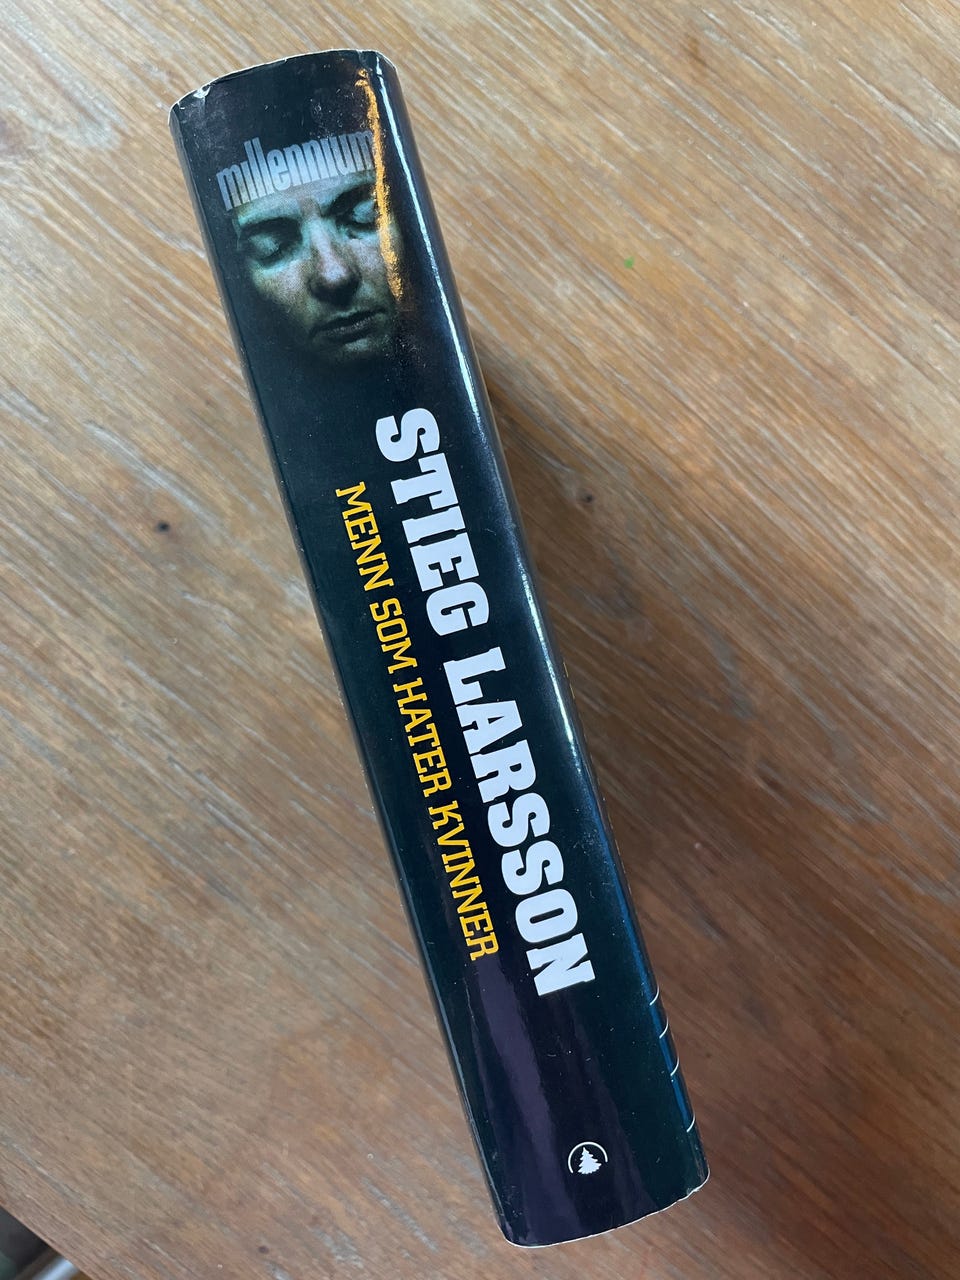 millennium
STIEG LARSSON
MENN SOM HATER KVINNER